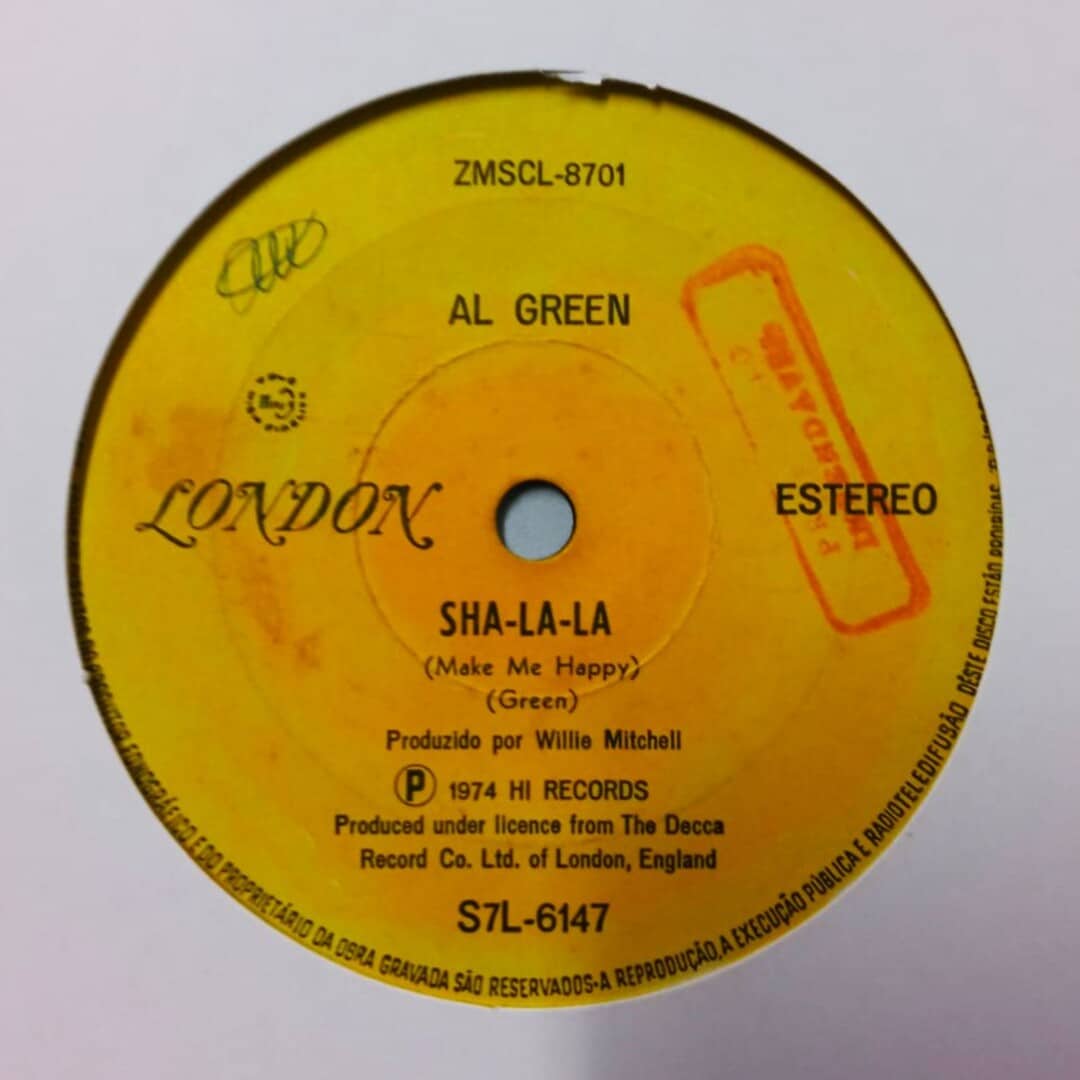 ZMSCL-8701
AL GREEN
LONDON
ESTEREO
SHA-LA-LA
(Make Me Happy)
(Green)
Produzido por Willie Mitchell
Ⓟ 1974 HI RECORDS
Produced under licence from The Decca
Record Co. Ltd. of London, England
S7L-6147
FONOGRÁFICO E DO PROPRIETÁRIO DA OBRA GRAVADA SÃO RESERVADOS•A REPRODUÇÃO, A EXECUÇÃO PÚBLICA E RADIOTELEDIFUSÃO DÊSTE DISCO ESTÃO PROIBIDAS